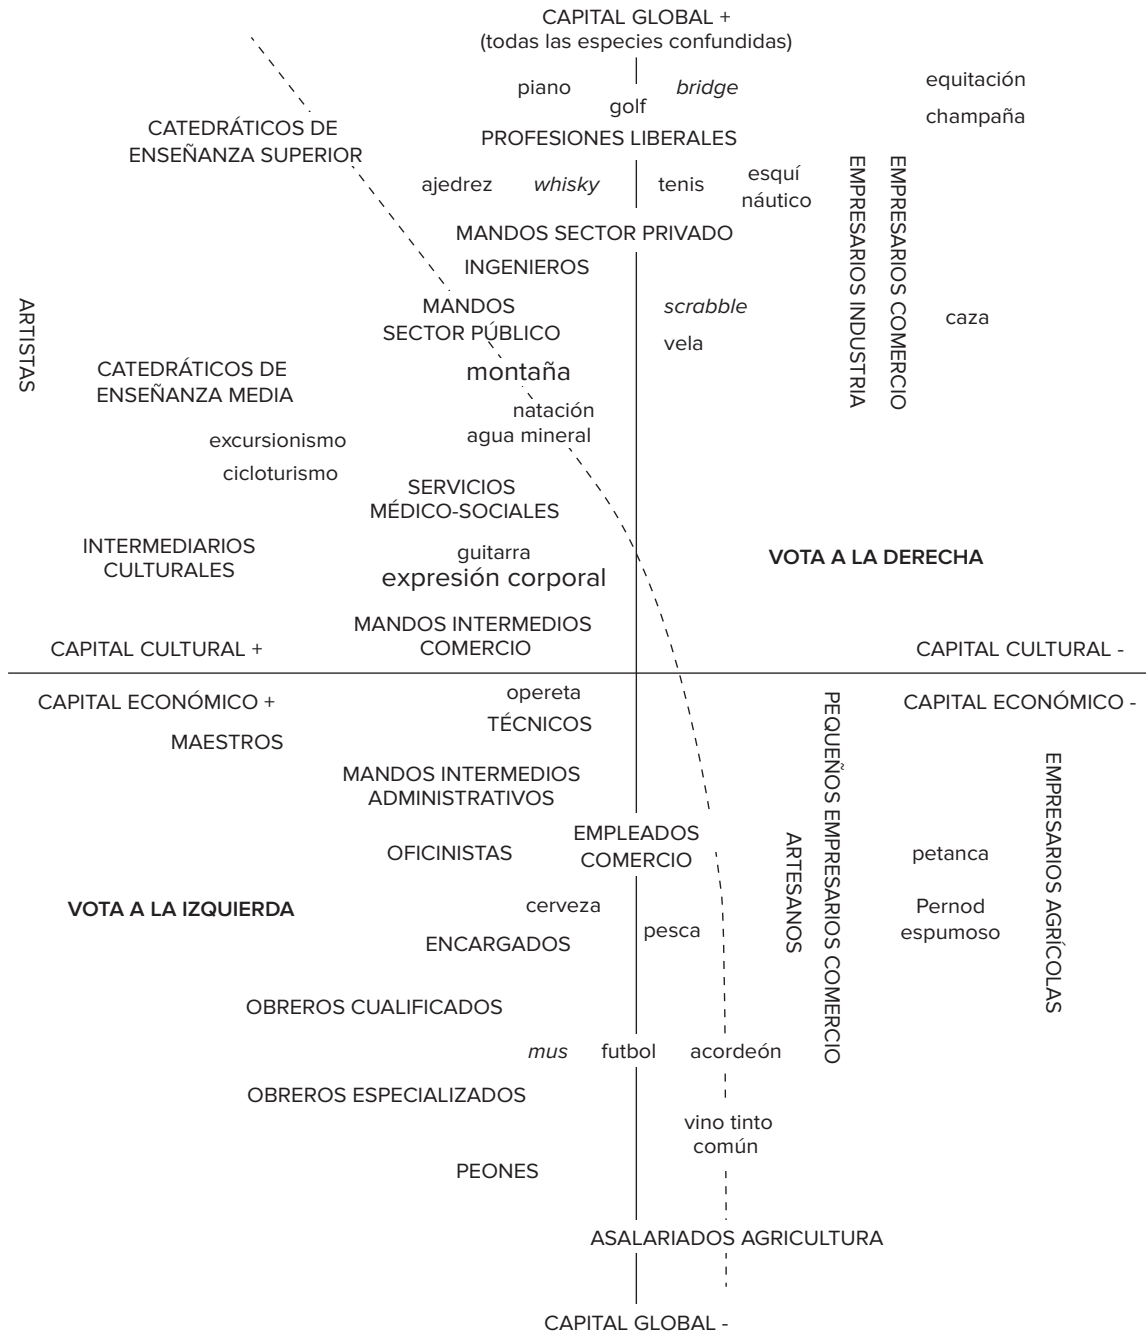 CAPITAL GLOBAL +
(todas las especies confundidas)
piano
bridge
golf
equitación
champaña
CATEDRÁTICOS DE
ENSEÑANZA SUPERIOR
PROFESIONES LIBERALES
ajedrez
whisky
tenis
esquí
náutico
EMPRESARIOS INDUSTRIA
EMPRESARIOS COMERCIO
MANDOS SECTOR PRIVADO
INGENIEROS
ARTISTAS
MANDOS
SECTOR PÚBLICO
scrabble
vela
caza
CATEDRÁTICOS DE
ENSEÑANZA MEDIA
montaña
natación
agua mineral
excursionismo
cicloturismo
SERVICIOS
MÉDICO-SOCIALES
INTERMEDIARIOS
CULTURALES
guitarra
expresión corporal
VOTA A LA DERECHA
MANDOS INTERMEDIOS
COMERCIO
CAPITAL CULTURAL +
CAPITAL CULTURAL -
CAPITAL ECONÓMICO +
CAPITAL ECONÓMICO -
opereta
TÉCNICOS
MAESTROS
PEQUEÑOS EMPRESARIOS COMERCIO
EMPRESARIOS AGRÍCOLAS
MANDOS INTERMEDIOS
ADMINISTRATIVOS
EMPLEADOS
COMERCIO
OFICINISTAS
ARTESANOS
petanca
VOTA A LA IZQUIERDA
cerveza
Pernod
espumoso
pesca
ENCARGADOS
OBREROS CUALIFICADOS
mus
futbol
acordeón
OBREROS ESPECIALIZADOS
vino tinto
común
PEONES
ASALARIADOS AGRICULTURA
CAPITAL GLOBAL -